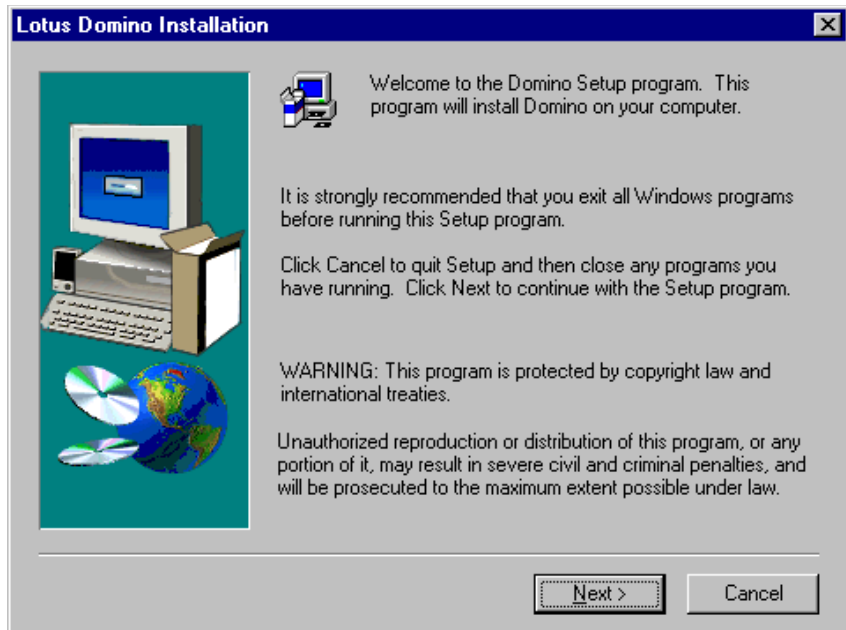 Lotus Domino Installation
Welcome to the Domino Setup program. This
program will install Domino on your computer.
It is strongly recommended that you exit all Windows programs
before running this Setup program.
Click Cancel to quit Setup and then close any programs you
have running. Click Next to continue with the Setup program.
WARNING: This program is protected by copyright law and
international treaties.
Unauthorized reproduction or distribution of this program, or any
portion of it, may result in severe civil and criminal penalties, and
will be prosecuted to the maximum extent possible under law.
Next >
Cancel